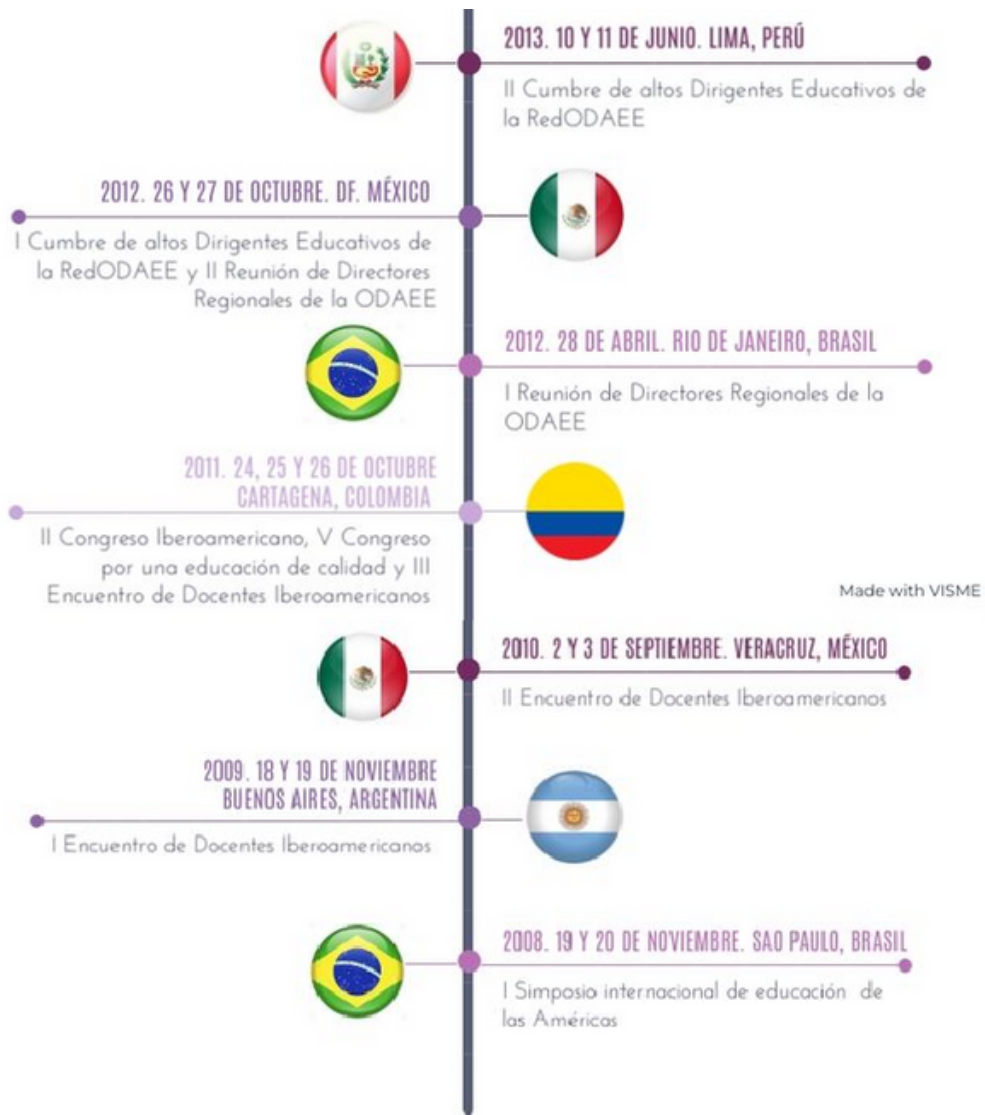 2013. 10 Y 11 DE JUNIO. LIMA, PERÚ
II Cumbre de altos Dirigentes Educativos de
la RedODAEE
2012. 26 Y 27 DE OCTUBRE. DF. MÉXICO
I Cumbre de altos Dirigentes Educativos de
la RedODAEE y II Reunión de Directores
Regionales de la ODAEE
2012. 28 DE ABRIL. RIO DE JANEIRO, BRASIL
I Reunión de Directores Regionales de la
ODAEE
2011. 24, 25 Y 26 DE OCTUBRE
CARTAGENA, COLOMBIA
II Congreso Iberoamericano, V Congreso
por una educación de calidad y III
Encuentro de Docentes Iberoamericanos
Made with VISME
2010. 2 Y 3 DE SEPTIEMBRE. VERACRUZ, MÉXICO
II Encuentro de Docentes Iberoamericanos
2009. 18 Y 19 DE NOVIEMBRE
BUENOS AIRES, ARGENTINA
I Encuentro de Docentes Iberoamericanos
2008. 19 Y 20 DE NOVIEMBRE. SAO PAULO, BRASIL
I Simposio internacional de educación de
las Américas